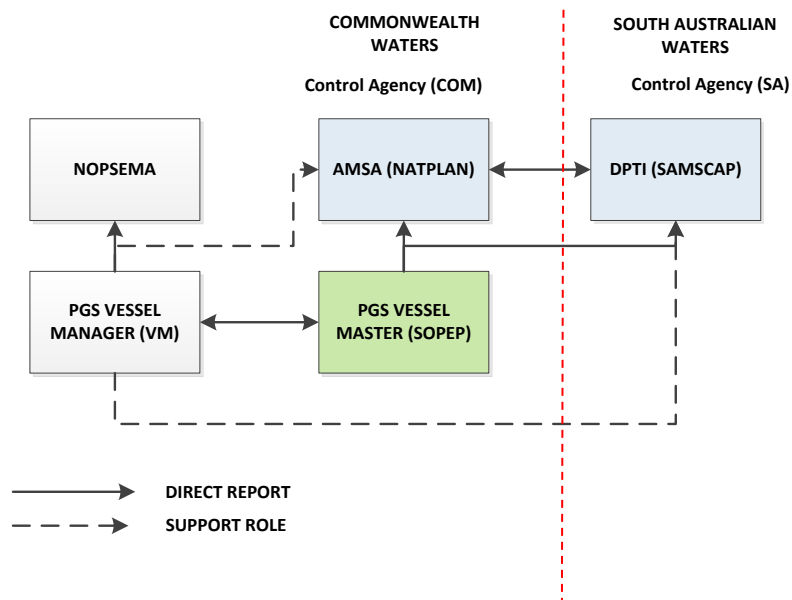 COMMONWEALTH
WATERS
SOUTH AUSTRALIAN
WATERS
Control Agency (COM)
Control Agency (SA)
NOPSEMA
AMSA (NATPLAN)
DPTI (SAMSCAP)
PGS VESSEL
MANAGER (VM)
PGS VESSEL
MASTER (SOPEP)
DIRECT REPORT
SUPPORT ROLE